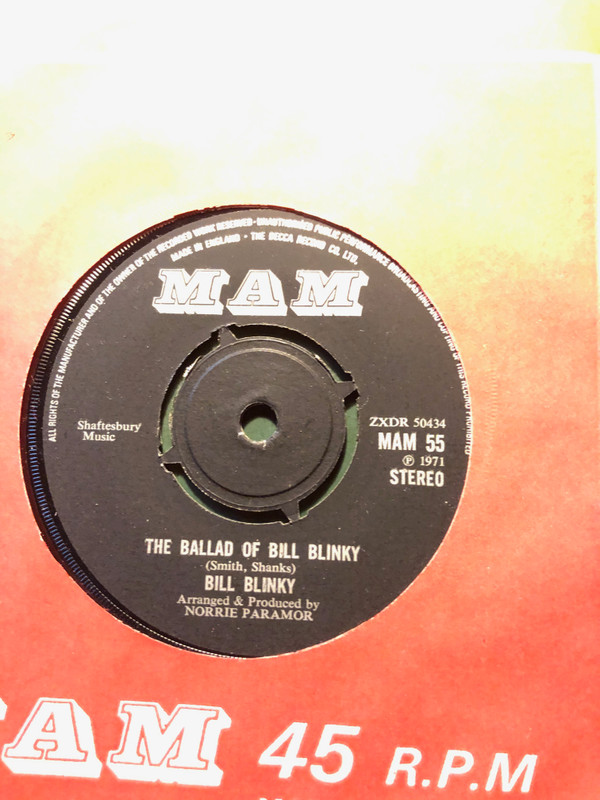 ALL RIGHTS OF THE MANUFACTURER AND OF THE OWNER OF THE RECORDED WORK RESERVED · UNAUTHORISED PUBLIC PERFORMANCE BROADCASTING AND COPYING OF THIS RECORD PROHIBITED
MADE IN ENGLAND · THE DECCA RECORD CO. LTD.
MAM
Shaftesbury
Music
ZXDR 50434
MAM 55
℗ 1971
STEREO
THE BALLAD OF BILL BLINKY
(Smith, Shanks)
BILL BLINKY
Arranged & Produced by
NORRIE PARAMOR
MAM 45 R.P.M